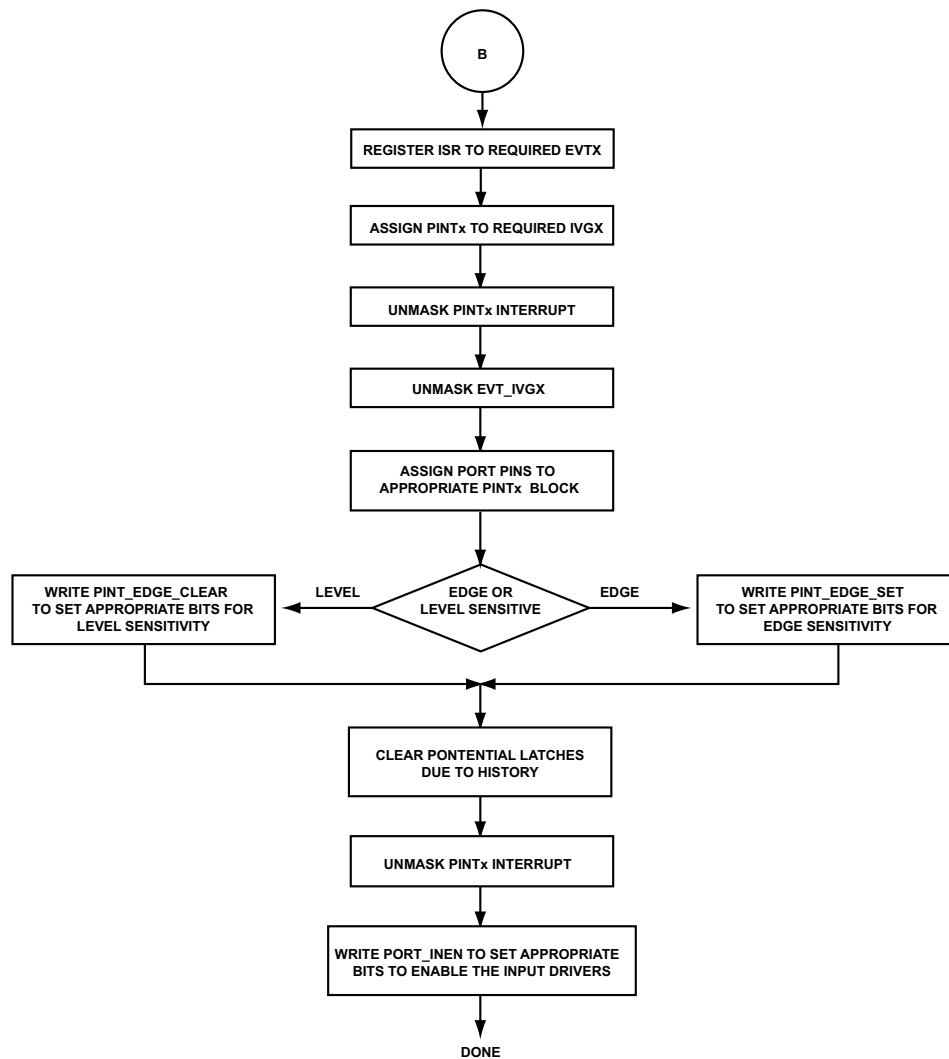 B
REGISTER ISR TO REQUIRED EVTX
ASSIGN PINTx TO REQUIRED IVGX
UNMASK PINTx INTERRUPT
UNMASK EVT_IVGX
ASSIGN PORT PINS TO
APPROPRIATE PINTx BLOCK
WRITE PINT_EDGE_CLEAR
TO SET APPROPRIATE BITS FOR
LEVEL SENSITIVITY
LEVEL
EDGE OR
LEVEL SENSITIVE
EDGE
WRITE PINT_EDGE_SET
TO SET APPROPRIATE BITS FOR
EDGE SENSITIVITY
CLEAR PONTENTIAL LATCHES
DUE TO HISTORY
UNMASK PINTx INTERRUPT
WRITE PORT_INEN TO SET APPROPRIATE
BITS TO ENABLE THE INPUT DRIVERS
DONE